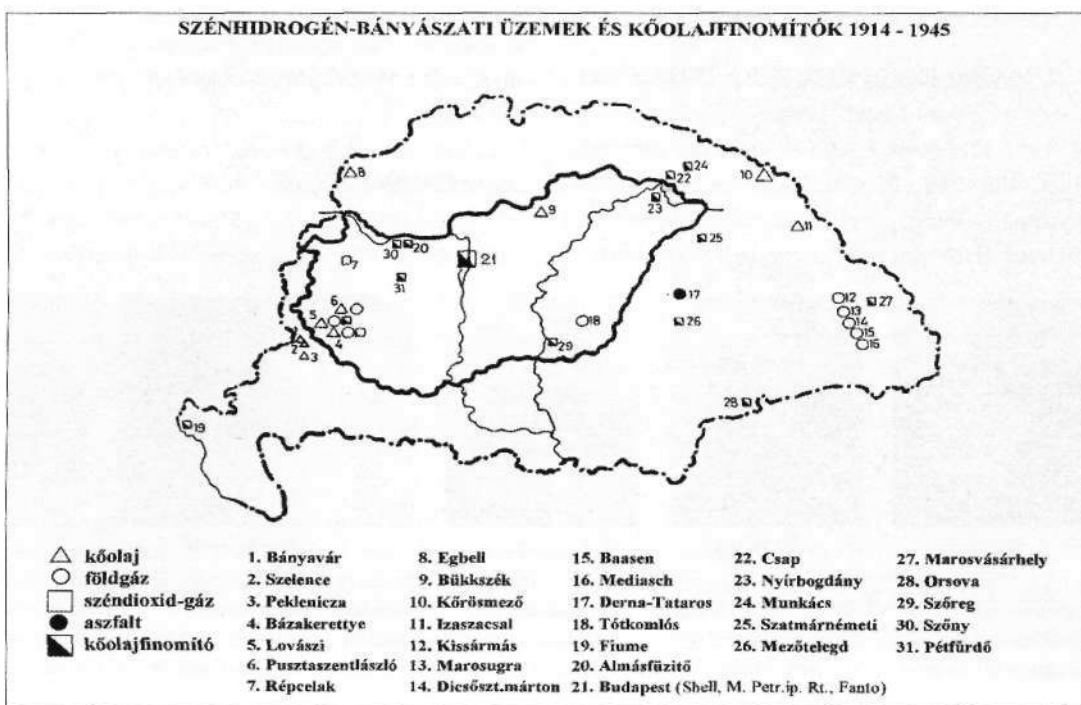 SZÉNHIDROGÉN-BÁNYÁSZATI ÜZEMEK ÉS KŐOLAJFINOMÍTÓK 1914 - 1945
8
24
22
10
23
9
11
25
30 20
21
7
31
17
12
27
13
6
14
5
18
26
15
4
29
16
2
3
28
19
kőolaj
földgáz
széndioxid-gáz
aszfalt
kőolajfinomító
1. Bányavár
2. Szelence
3. Peklenicza
4. Bázakerettye
5. Lovászi
6. Pusztaszentlászló
7. Répcelak
8. Egbell
9. Bükkszék
10. Kőrösmező
11. Izaszacsal
12. Kissármás
13. Marosugra
14. Dicsőszt.márton
15. Baasen
16. Mediasch
17. Derna-Tataros
18. Tótkomlós
19. Fiume
20. Almásfüzitő
21. Budapest (Shell, M. Petr.ip. Rt., Fanto)
22. Csap
23. Nyírbogdány
24. Munkács
25. Szatmárnémeti
26. Mezőtelegd
27. Marosvásárhely
28. Orsova
29. Szőreg
30. Szőny
31. Pétfürdő